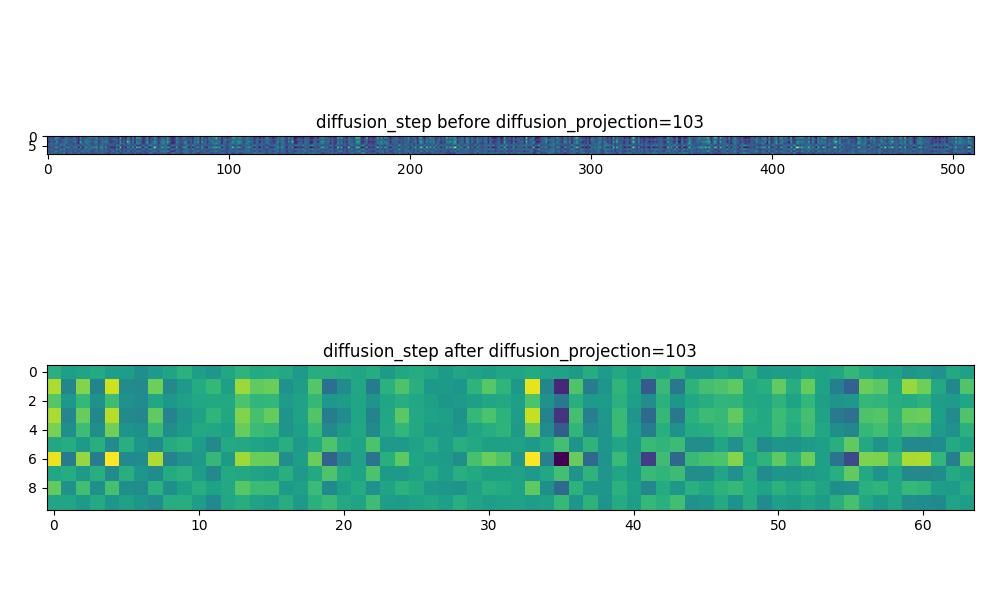 diffusion_step before diffusion_projection=103
0
5
0 100 200 300 400 500
diffusion_step after diffusion_projection=103
0
2
4
6
8
0 10 20 30 40 50 60